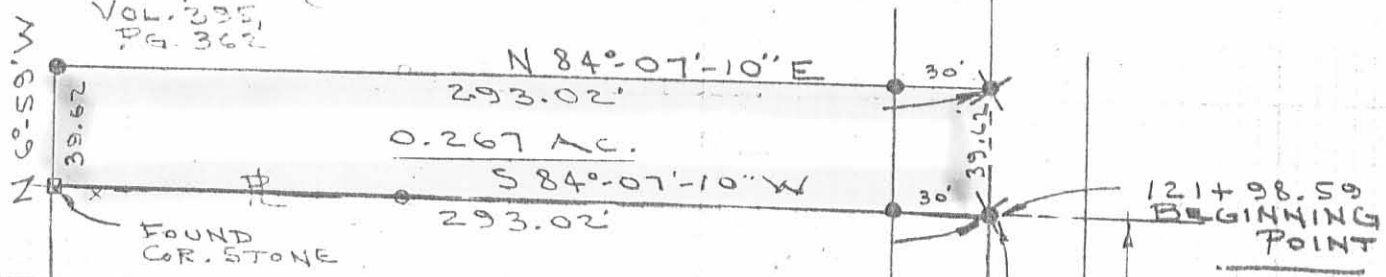 VOL. 295,
PG. 362
N 84°-07'-10" E
293.02'
30'
N 6°-59' W
39.62
39.62'
0.267 AC.
S 84°-07'-10" W
293.02'
30'
FOUND
COR. STONE
121+98.59
BEGINNING
POINT